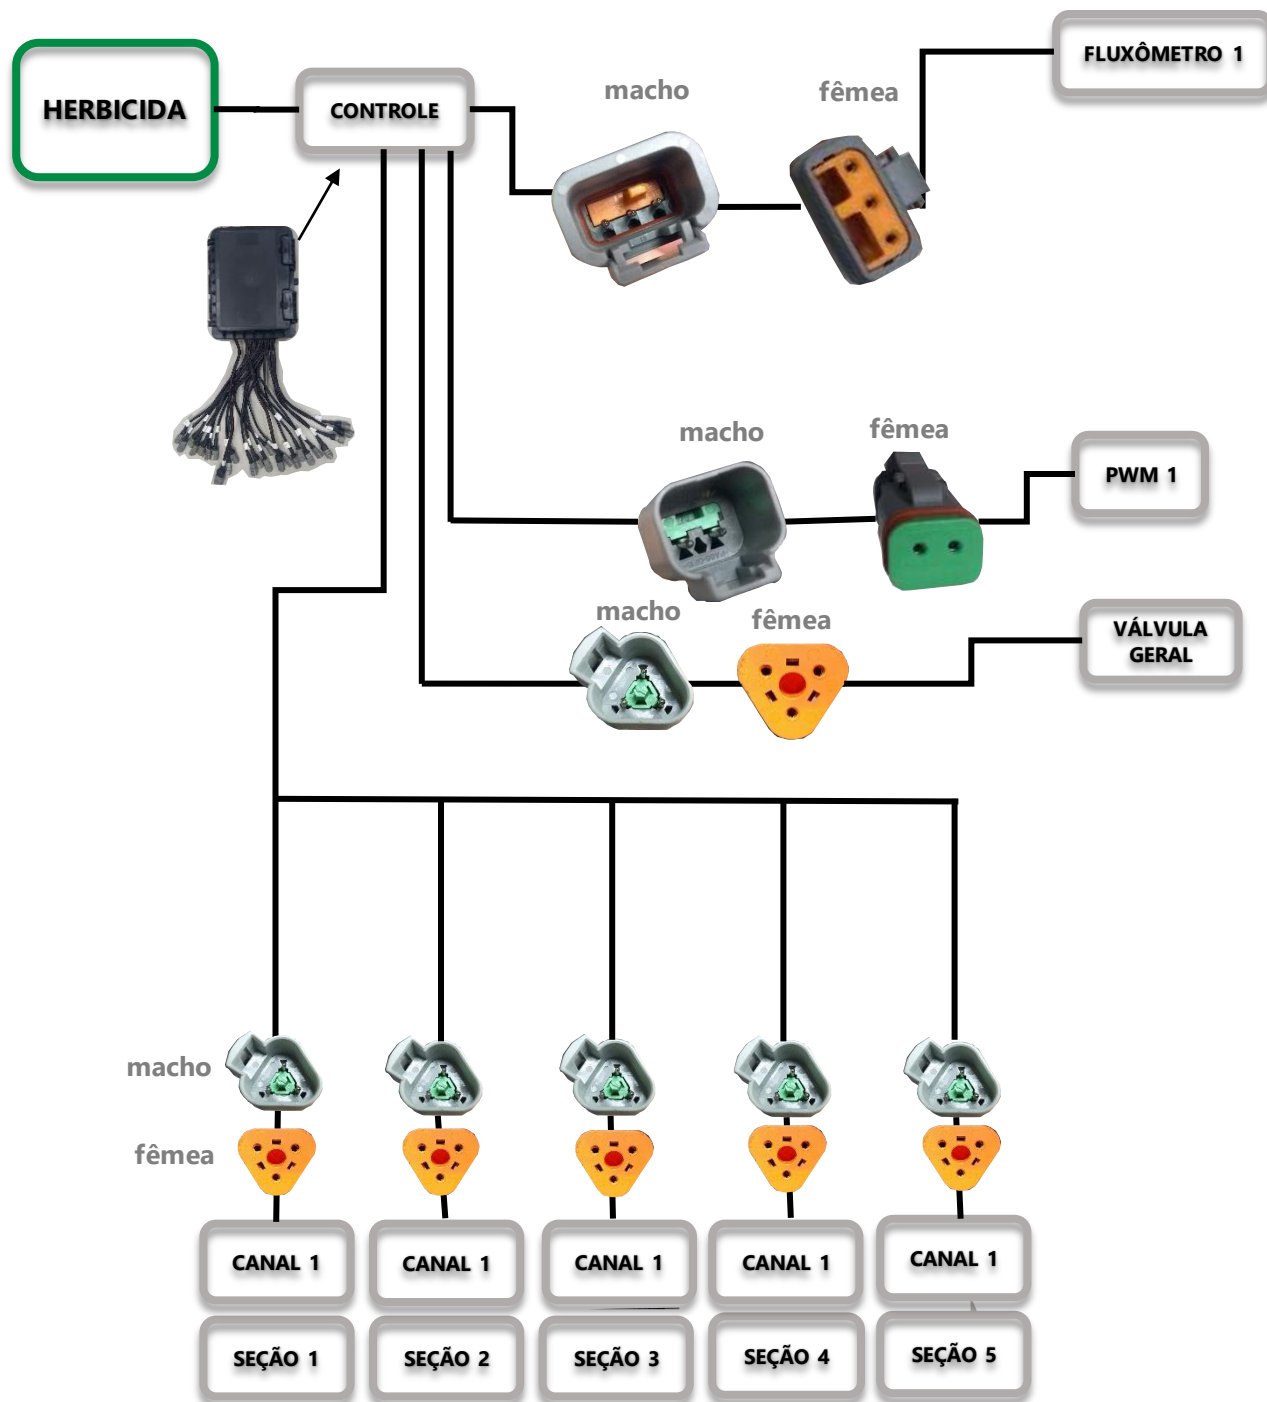 FLUXÔMETRO 1
macho
fêmea
HERBICIDA
CONTROLE
macho
fêmea
PWM 1
macho
fêmea
VÁLVULA
GERAL
macho
fêmea
CANAL 1
CANAL 1
CANAL 1
CANAL 1
CANAL 1
SEÇÃO 1
SEÇÃO 2
SEÇÃO 3
SEÇÃO 4
SEÇÃO 5